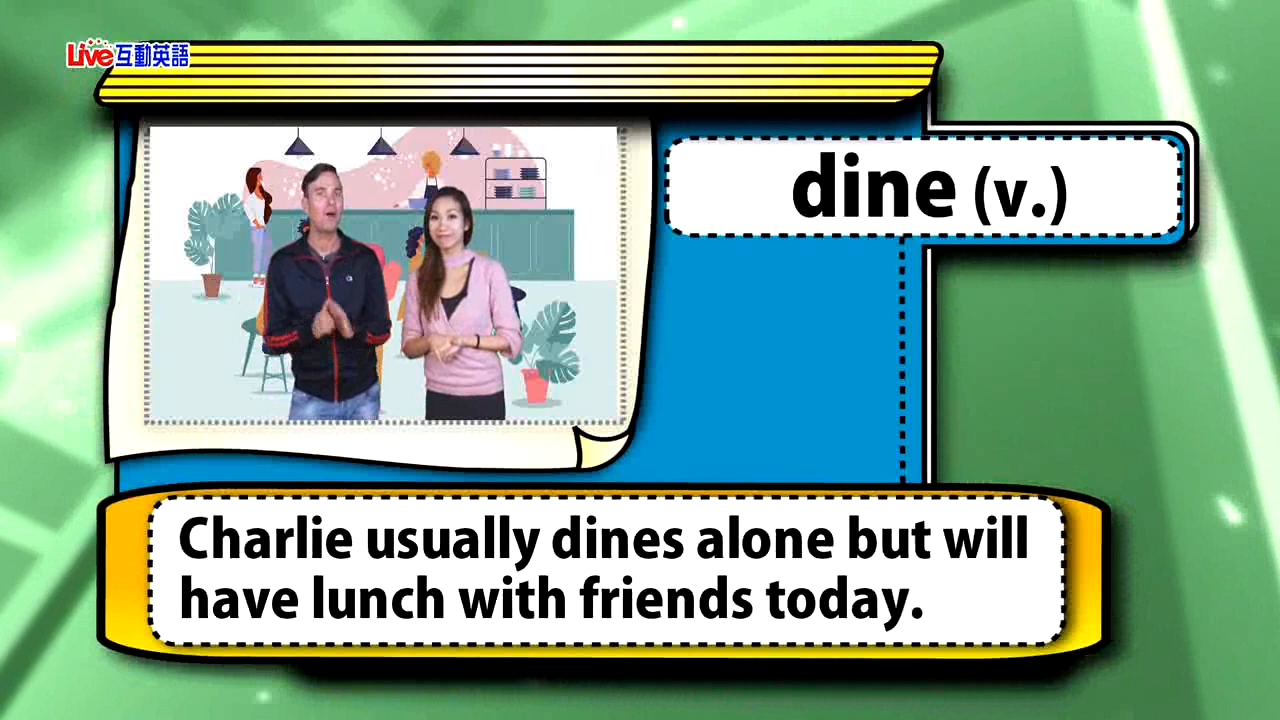 Live互動英語
dine (v.)
Charlie usually dines alone but will
have lunch with friends today.